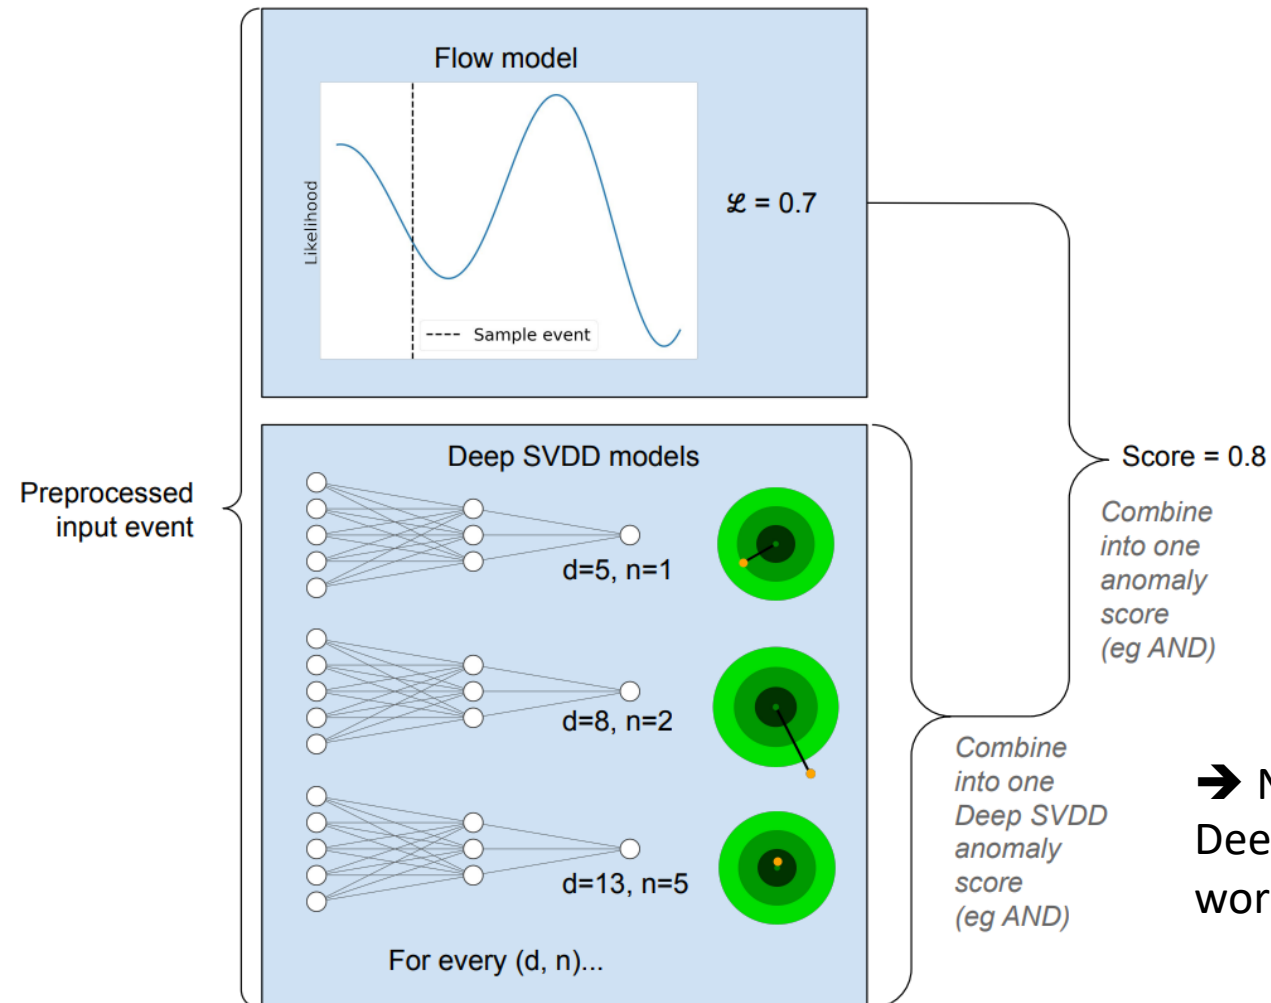 Flow model
Likelihood
Sample event
ℒ = 0.7
Preprocessed
input event
Deep SVDD models
d=5, n=1
d=8, n=2
d=13, n=5
For every (d, n)...
Score = 0.8
Combine
into one
anomaly
score
(eg AND)
Combine
into one
Deep SVDD
anomaly
score
(eg AND)
➔